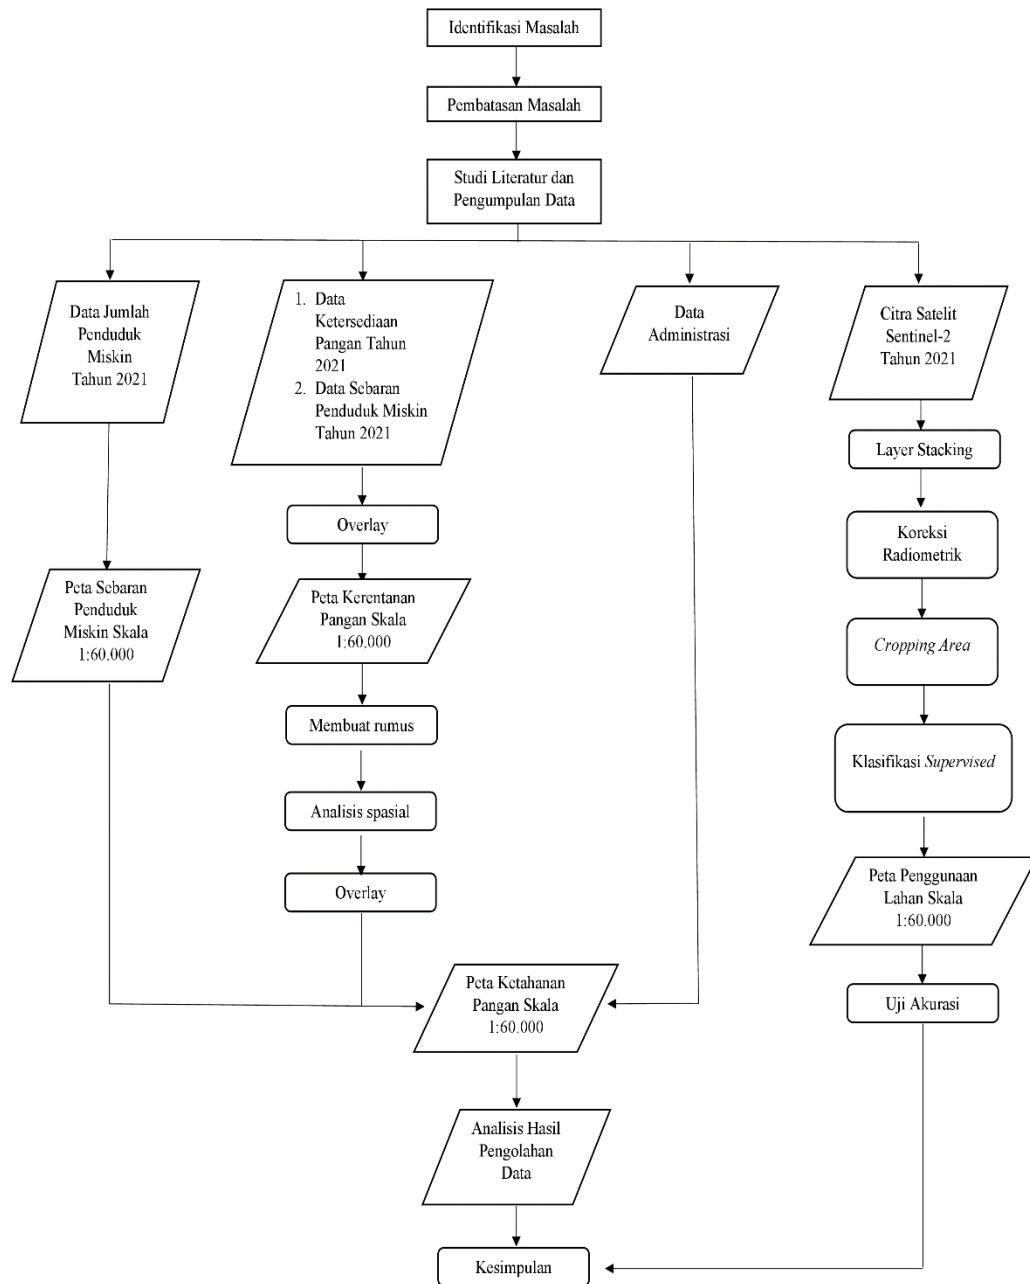 Identifikasi Masalah
Pembatasan Masalah
Studi Literatur dan
Pengumpulan Data
Data Jumlah
Penduduk
Miskin
Tahun 2021
1. Data
Ketersediaan
Pangan Tahun
2021
2. Data Sebaran
Penduduk Miskin
Tahun 2021
Data
Administrasi
Citra Satelit
Sentinel-2
Tahun 2021
Layer Stacking
Overlay
Koreksi
Radiometrik
Peta Sebaran
Penduduk
Miskin Skala
1:60.000
Peta Kerentanan
Pangan Skala
1:60.000
Cropping Area
Membuat rumus
Klasifikasi Supervised
Analisis spasial
Overlay
Peta Penggunaan
Lahan Skala
1:60.000
Peta Ketahanan
Pangan Skala
1:60.000
Uji Akurasi
Analisis Hasil
Pengolahan
Data
Kesimpulan